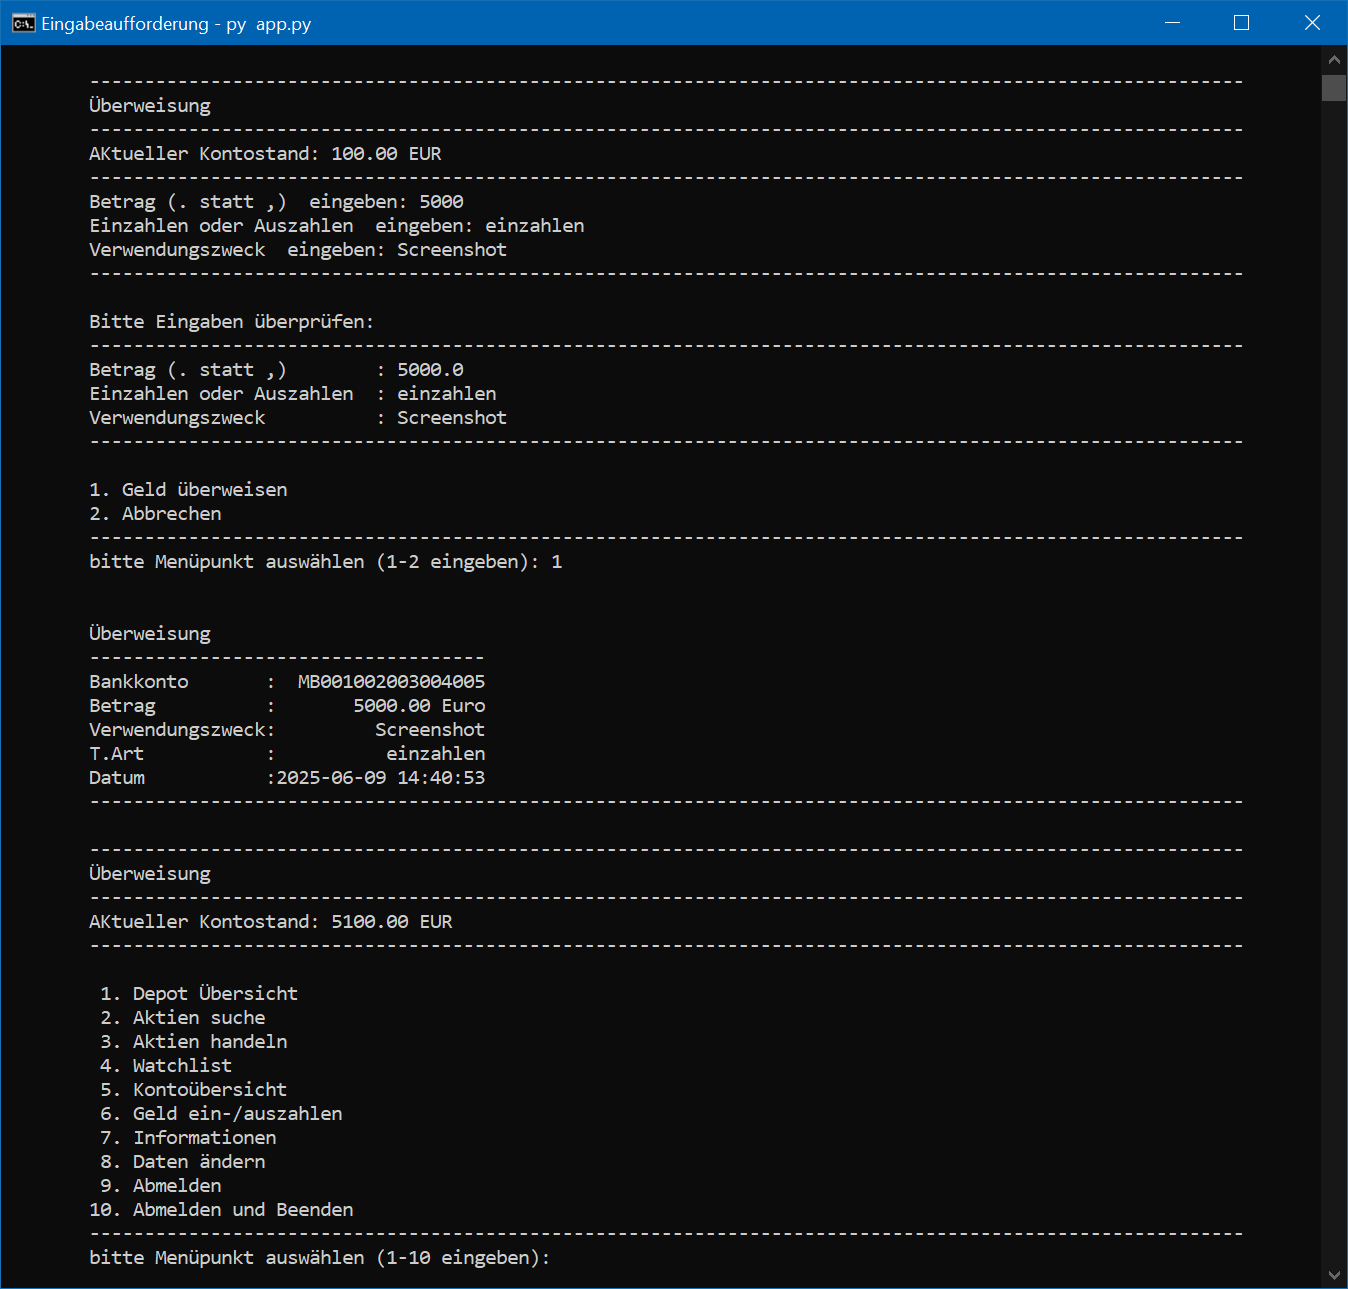 Eingabeaufforderung - py  app.py
---------------------------------------------------------------------------------------------------------
Überweisung
---------------------------------------------------------------------------------------------------------
AKtueller Kontostand: 100.00 EUR
---------------------------------------------------------------------------------------------------------
Betrag (. statt ,)  eingeben: 5000
Einzahlen oder Auszahlen  eingeben: einzahlen
Verwendungszweck  eingeben: Screenshot
---------------------------------------------------------------------------------------------------------
Bitte Eingaben überprüfen:
---------------------------------------------------------------------------------------------------------
Betrag (. statt ,)        : 5000.0
Einzahlen oder Auszahlen  : einzahlen
Verwendungszweck          : Screenshot
---------------------------------------------------------------------------------------------------------
1. Geld überweisen
2. Abbrechen
---------------------------------------------------------------------------------------------------------
bitte Menüpunkt auswählen (1-2 eingeben): 1
Überweisung
------------------------------------
Bankkonto       :  MB001002003004005
Betrag          :       5000.00 Euro
Verwendungszweck:         Screenshot
T.Art           :          einzahlen
Datum           :2025-06-09 14:40:53
---------------------------------------------------------------------------------------------------------
---------------------------------------------------------------------------------------------------------
Überweisung
---------------------------------------------------------------------------------------------------------
AKtueller Kontostand: 5100.00 EUR
---------------------------------------------------------------------------------------------------------
1. Depot Übersicht
2. Aktien suche
3. Aktien handeln
4. Watchlist
5. Kontoübersicht
6. Geld ein-/auszahlen
7. Informationen
8. Daten ändern
9. Abmelden
10. Abmelden und Beenden
---------------------------------------------------------------------------------------------------------
bitte Menüpunkt auswählen (1-10 eingeben):